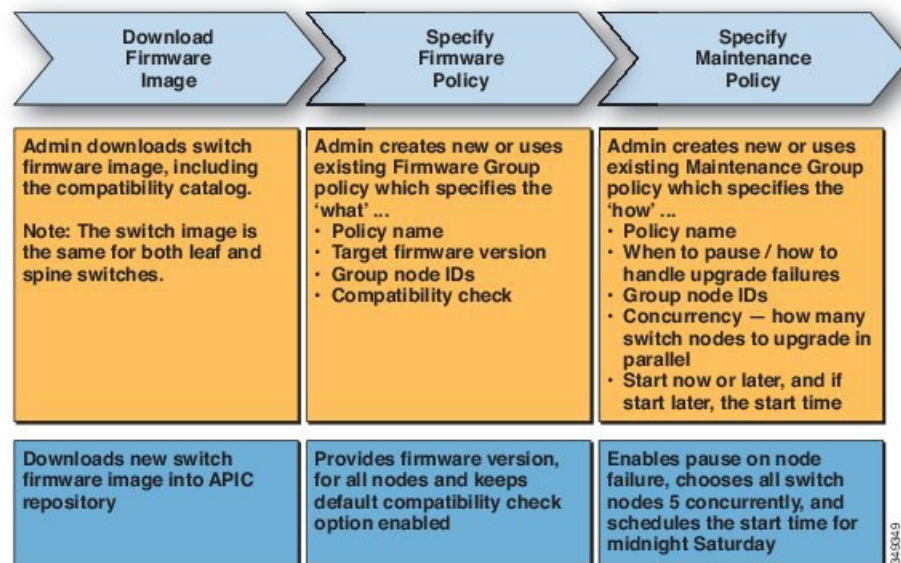 Download
Firmware
Image
Specify
Firmware
Policy
Specify
Maintenance
Policy
Admin downloads switch
firmware image, including
the compatibility catalog.
Note: The switch image is
the same for both leaf and
spine switches.
Admin creates new or uses
existing Firmware Group
policy which specifies the
‘what’ ...
• Policy name
• Target firmware version
• Group node IDs
• Compatibility check
Admin creates new or uses
existing Maintenance Group
policy which specifies the
‘how’ ...
• Policy name
• When to pause / how to
handle upgrade failures
• Group node IDs
• Concurrency — how many
switch nodes to upgrade in
parallel
• Start now or later, and if
start later, the start time
Downloads new switch
firmware image into APIC
repository
Provides firmware version,
for all nodes and keeps
default compatibility check
option enabled
Enables pause on node
failure, chooses all switch
nodes 5 concurrently, and
schedules the start time for
midnight Saturday
349349